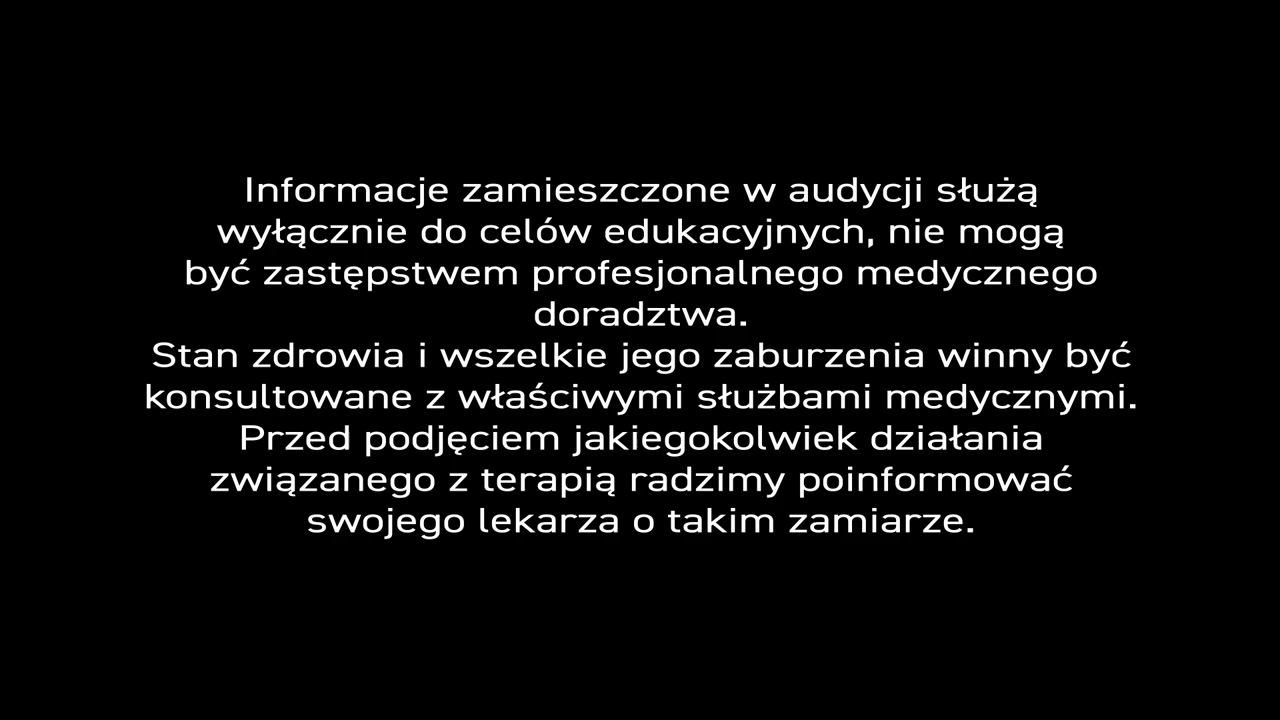 Informacje zamieszczone w audycji służą
wyłącznie do celów edukacyjnych, nie mogą
być zastępstwem profesjonalnego medycznego
doradztwa.
Stan zdrowia i wszelkie jego zaburzenia winny być
konsultowane z właściwymi służbami medycznymi.
Przed podjęciem jakiegokolwiek działania
związanego z terapią radzimy poinformować
swojego lekarza o takim zamiarze.